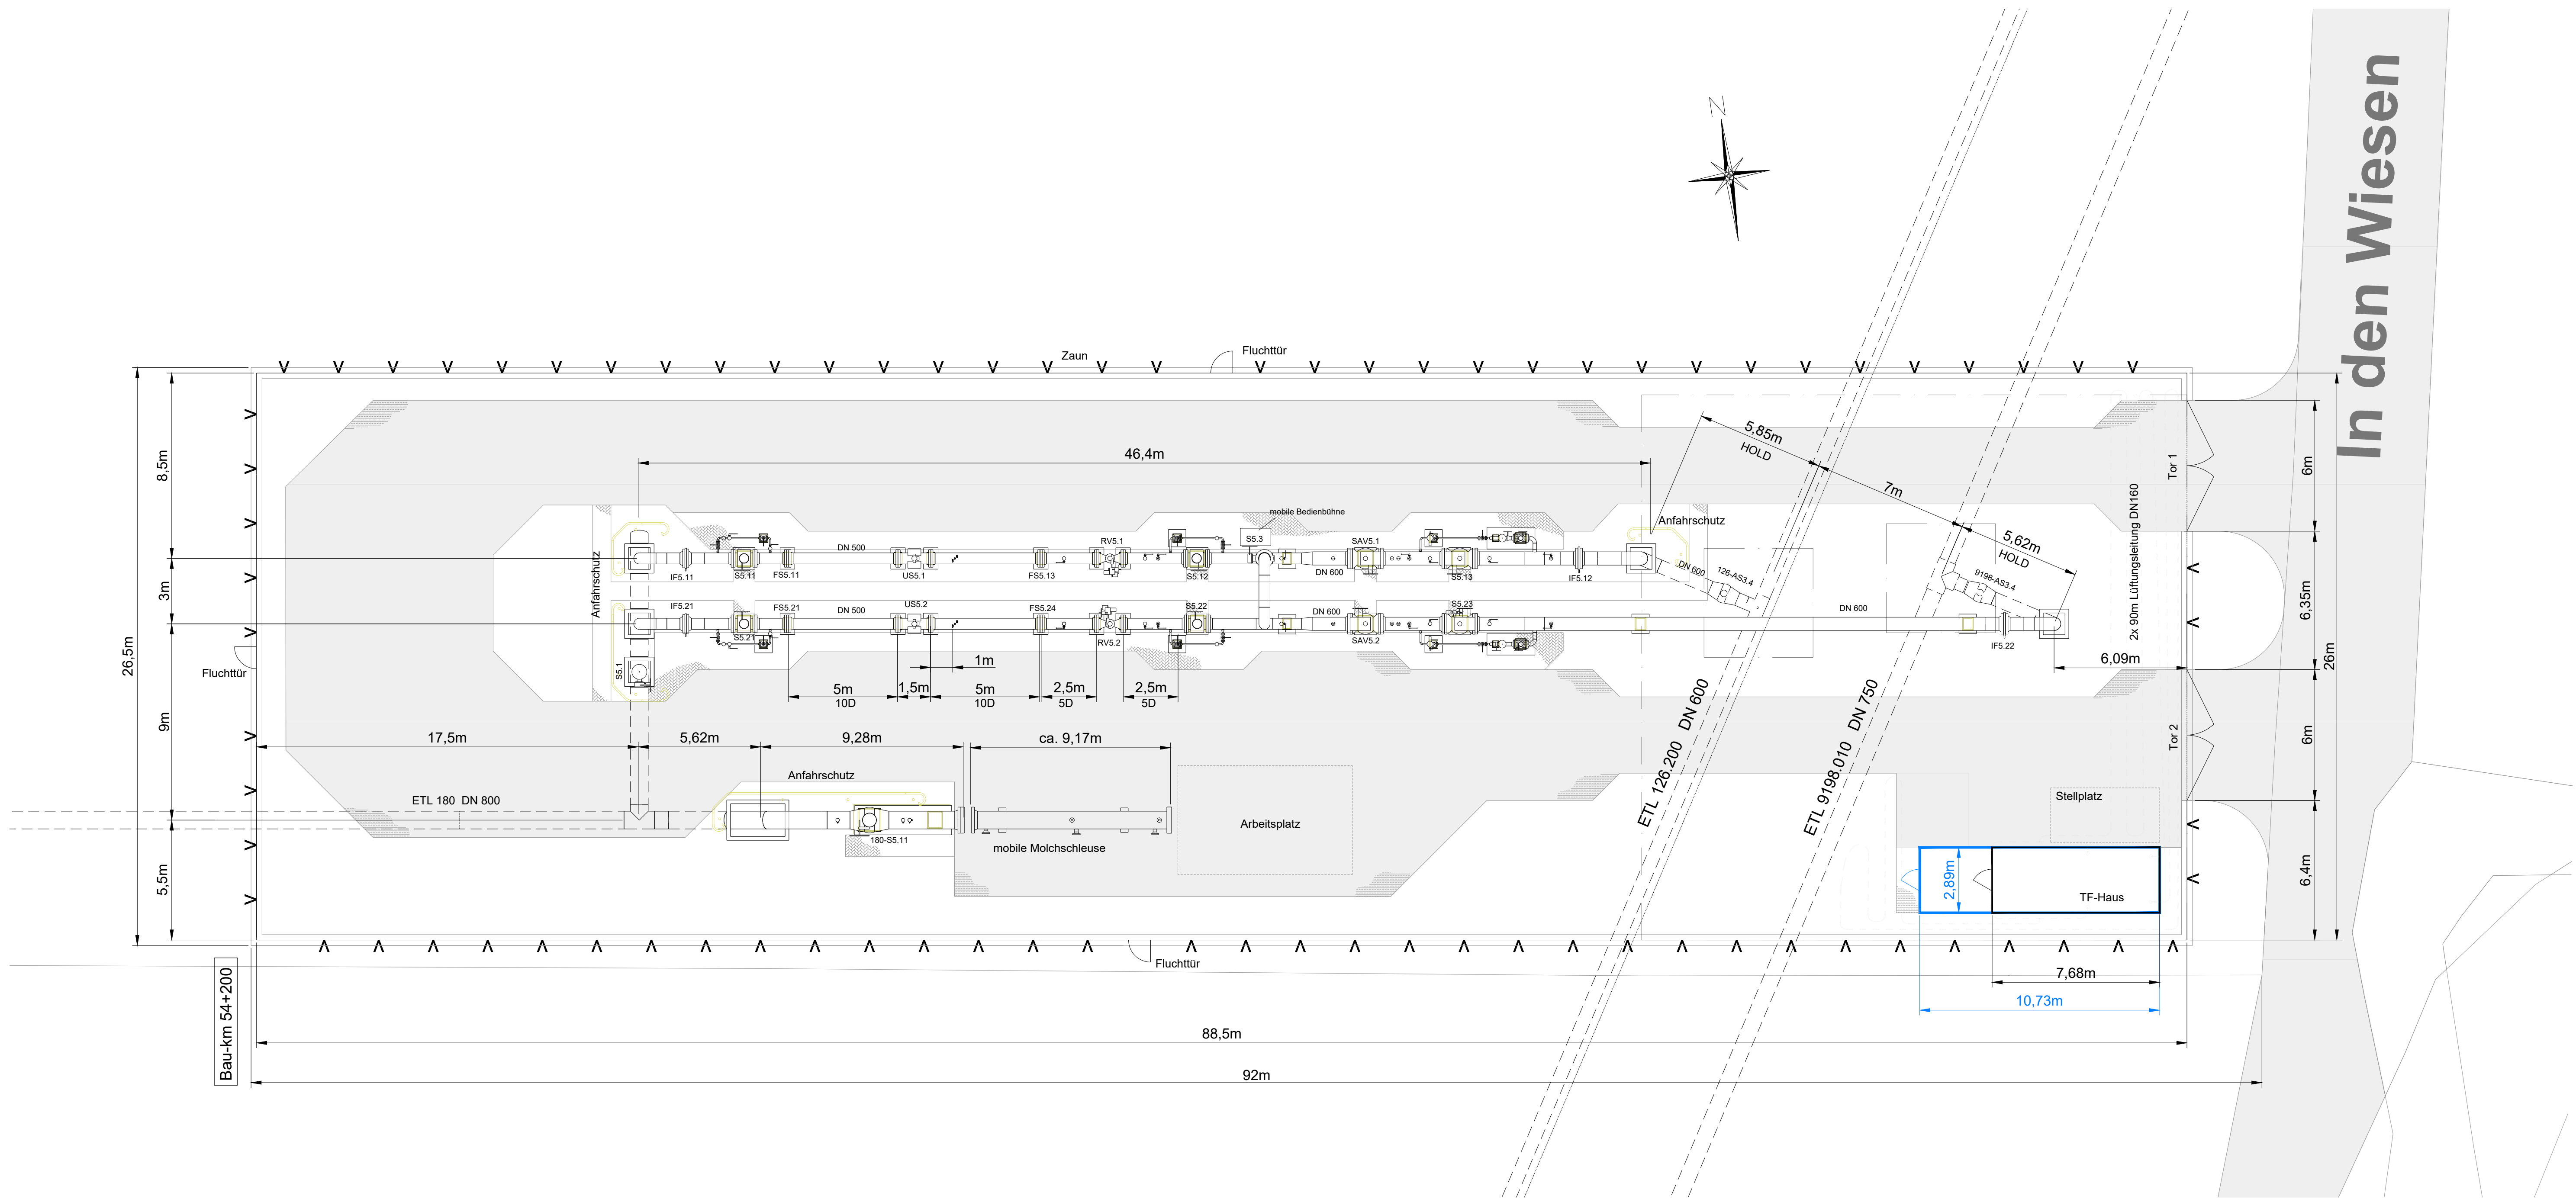 N
In den Wiesen
Zaun
Fluchttür
8,5m
3m
9m
5,5m
26,5m
46,4m
5,85m
HOLD
7m
5,62m
HOLD
Tor 1
6m
6,35m
6m
6,4m
26m
2x 90m Lüftungsleitung DN160
Anfahrschutz
mobile Bedienbühne
S5.3
Anfahrschutz
IF5.11
S5.11
FS5.11
DN 500
US5.1
FS5.13
RV5.1
S5.12
DN 600
SAV5.1
S5.13
IF5.12
DN 600
126-AS3.4
9198-AS3.4
IF5.21
S5.21
FS5.21
DN 500
US5.2
FS5.24
RV5.2
S5.22
DN 600
SAV5.2
S5.23
DN 600
IF5.22
6,09m
S5.1
Fluchttür
1m
5m
10D
1,5m
5m
10D
2,5m
5D
2,5m
5D
17,5m
5,62m
9,28m
ca. 9,17m
Tor 2
Anfahrschutz
ETL 180 DN 800
180-S5.11
mobile Molchschleuse
Arbeitsplatz
ETL 126.200 DN 600
ETL 9198.010 DN 750
Stellplatz
2,89m
TF-Haus
Fluchttür
7,68m
10,73m
Bau-km 54+200
88,5m
92m